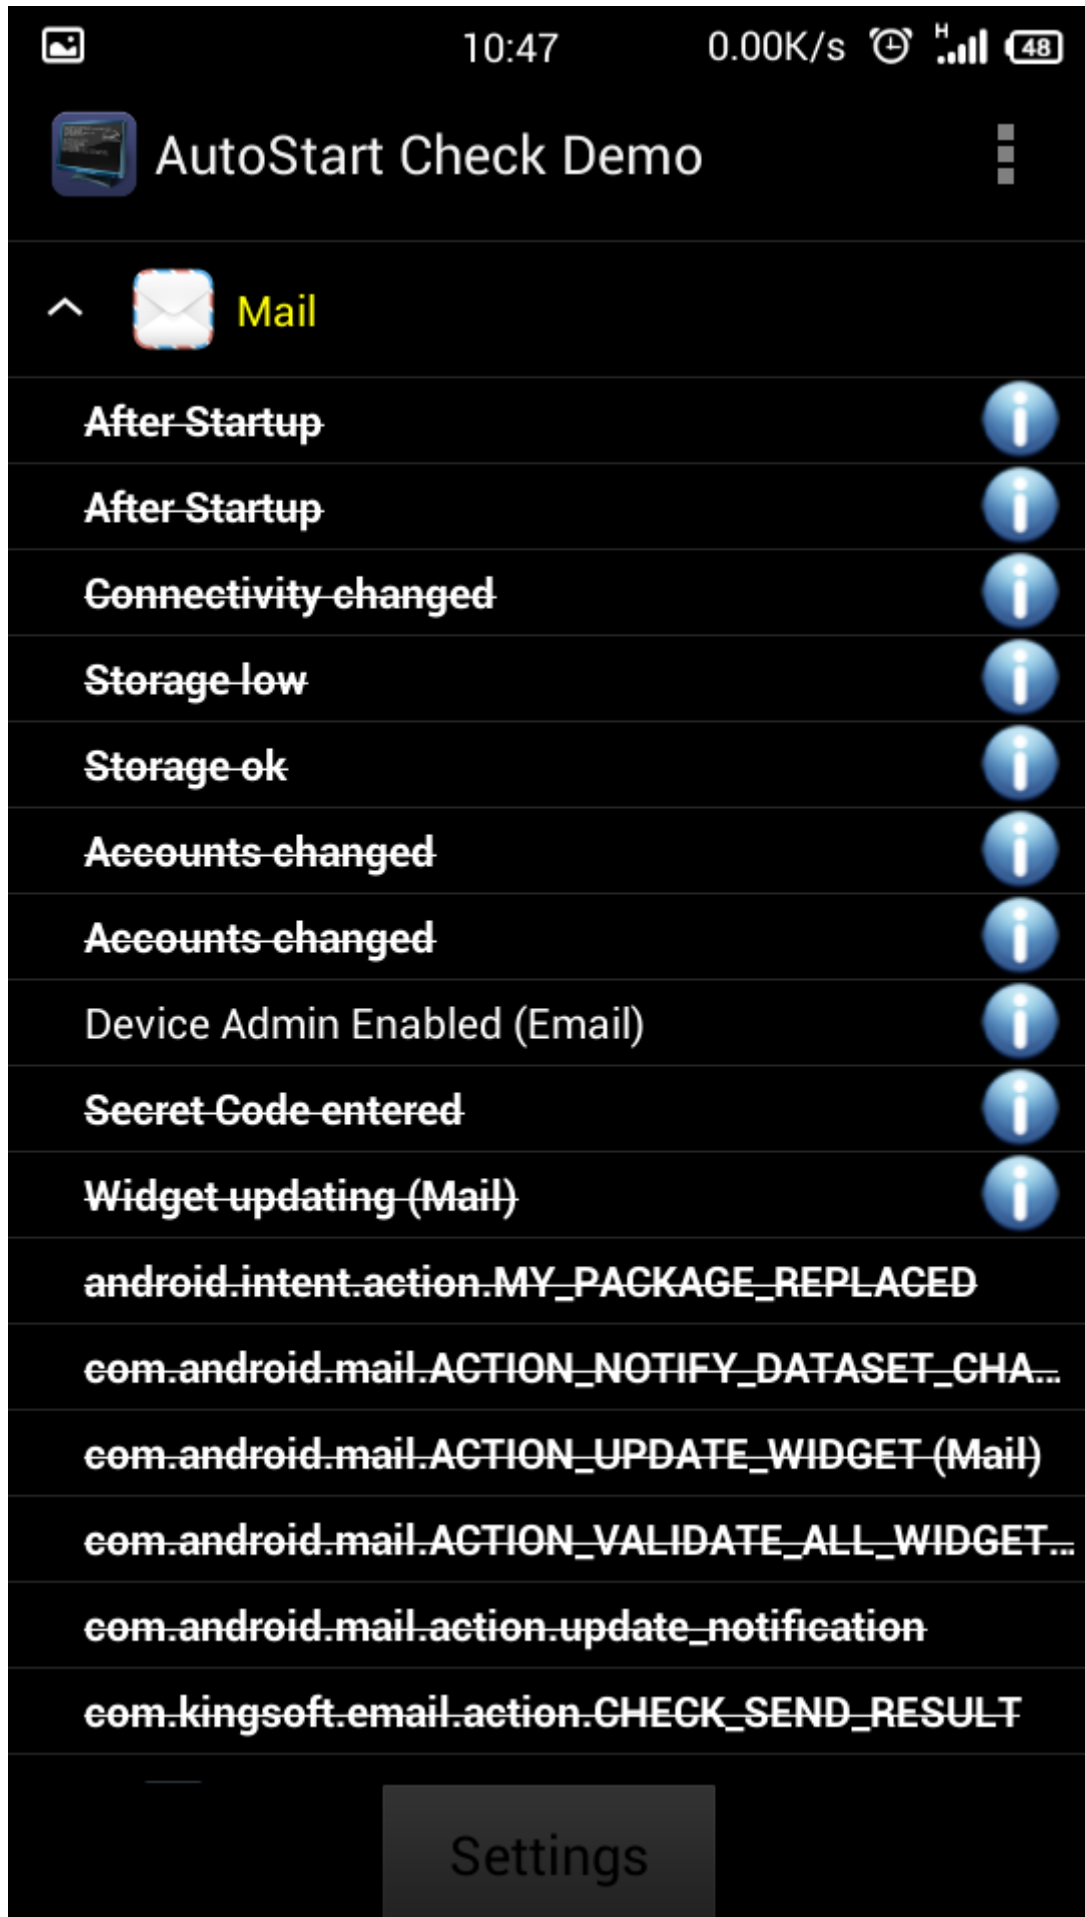 10:47 0.00K/s H 48
AutoStart Check Demo
Mail
After Startup
After Startup
Connectivity changed
Storage low
Storage ok
Accounts changed
Accounts changed
Device Admin Enabled (Email)
Secret Code entered
Widget updating (Mail)
android.intent.action.MY_PACKAGE_REPLACED
com.android.mail.ACTION_NOTIFY_DATASET_CHA...
com.android.mail.ACTION_UPDATE_WIDGET (Mail)
com.android.mail.ACTION_VALIDATE_ALL_WIDGET...
com.android.mail.action.update_notification
com.kingsoft.email.action.CHECK_SEND_RESULT
Settings